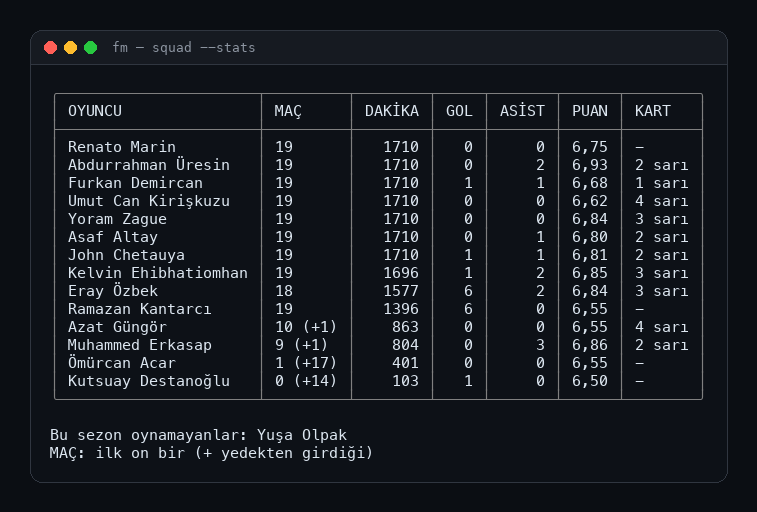 fm — squad --stats
OYUNCU MAÇ DAKİKA GOL ASİST PUAN KART
Renato Marin 19 1710 0 0 6,75 —
Abdurrahman Üresin 19 1710 0 2 6,93 2 sarı
Furkan Demircan 19 1710 1 1 6,68 1 sarı
Umut Can Kirişkuzu 19 1710 0 0 6,62 4 sarı
Yoram Zague 19 1710 0 0 6,84 3 sarı
Asaf Altay 19 1710 0 1 6,80 2 sarı
John Chetauya 19 1710 1 1 6,81 2 sarı
Kelvin Ehibhatiomhan 19 1696 1 2 6,85 3 sarı
Eray Özbek 18 1577 6 2 6,84 3 sarı
Ramazan Kantarcı 19 1396 6 0 6,55 —
Azat Güngör 10 (+1) 863 0 0 6,55 4 sarı
Muhammed Erkasap 9 (+1) 804 0 3 6,86 2 sarı
Ömürcan Acar 1 (+17) 401 0 0 6,55 —
Kutsuay Destanoğlu 0 (+14) 103 1 0 6,50 —
Bu sezon oynamayanlar: Yuşa Olpak
MAÇ: ilk on bir (+ yedekten girdiği)